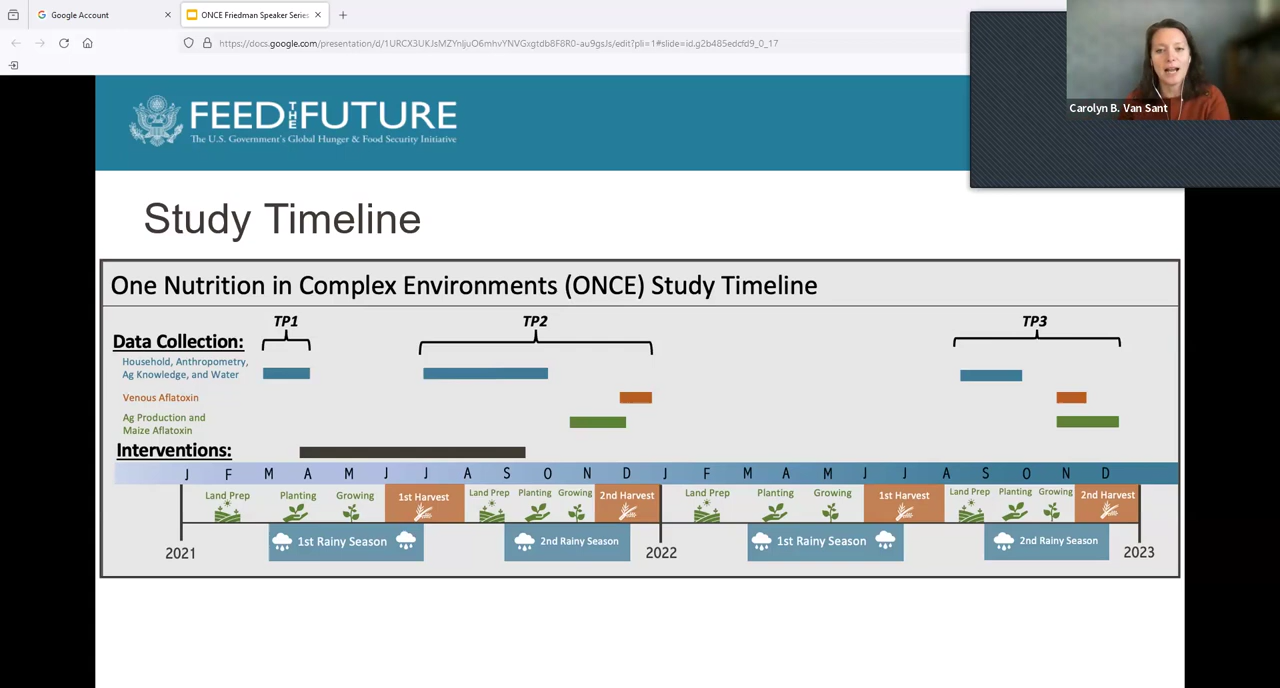 Google Account
ONCE Friedman Speaker Series
https://docs.google.com/presentation/d/1URCX3UKJsMZYnljuO6mhvYNVGxgtdb8F8R0-au9gsJs/edit?pli=1#slide=id.g2b485edcfd9_0_17
Carolyn B. Van Sant
FEED THE FUTURE
The U.S. Government's Global Hunger & Food Security Initiative
Study Timeline
One Nutrition in Complex Environments (ONCE) Study Timeline
TP1 TP2 TP3
Data Collection:
Household, Anthropometry,
Ag Knowledge, and Water
Venous Aflatoxin
Ag Production and
Maize Aflatoxin
Interventions:
J F M A M J J A S O N D J F M A M J J A S O N D
Land Prep Planting Growing 1st Harvest Land Prep Planting Growing 2nd Harvest Land Prep Planting Growing 1st Harvest Land Prep Planting Growing 2nd Harvest
1st Rainy Season 2nd Rainy Season 1st Rainy Season 2nd Rainy Season
2021 2022 2023